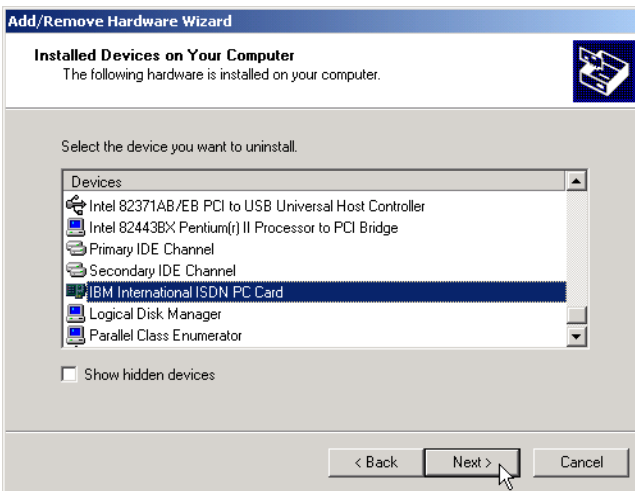 Add/Remove Hardware Wizard
Installed Devices on Your Computer
The following hardware is installed on your computer.
Select the device you want to uninstall.
Devices
Intel 82371AB/EB PCI to USB Universal Host Controller
Intel 82443BX Pentium(r) II Processor to PCI Bridge
Primary IDE Channel
Secondary IDE Channel
IBM International ISDN PC Card
Logical Disk Manager
Parallel Class Enumerator
Show hidden devices
< Back Next > Cancel